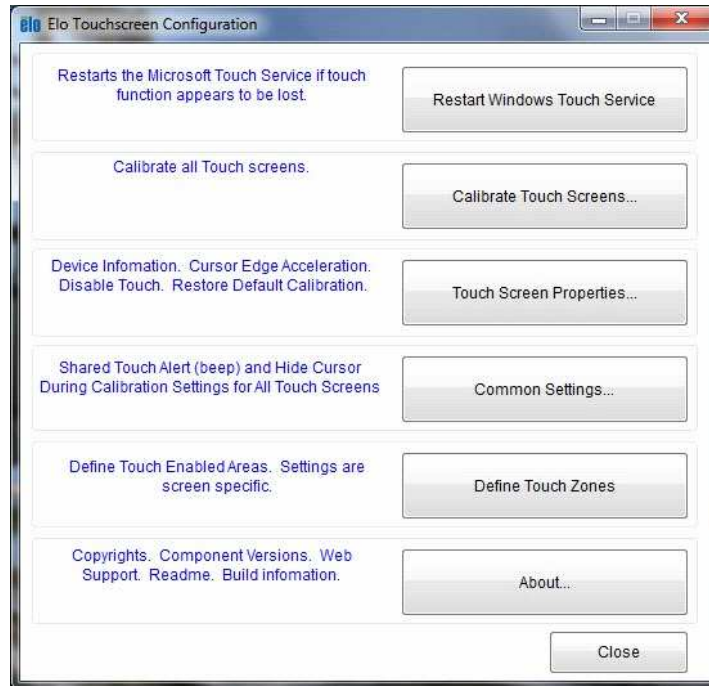 elo Elo Touchscreen Configuration
Restarts the Microsoft Touch Service if touch
function appears to be lost.
Restart Windows Touch Service
Calibrate all Touch screens.
Calibrate Touch Screens...
Device Infomation. Cursor Edge Acceleration.
Disable Touch. Restore Default Calibration.
Touch Screen Properties...
Shared Touch Alert (beep) and Hide Cursor
During Calibration Settings for All Touch Screens
Common Settings...
Define Touch Enabled Areas. Settings are
screen specific.
Define Touch Zones
Copyrights. Component Versions. Web
Support. Readme. Build infomation.
About...
Close